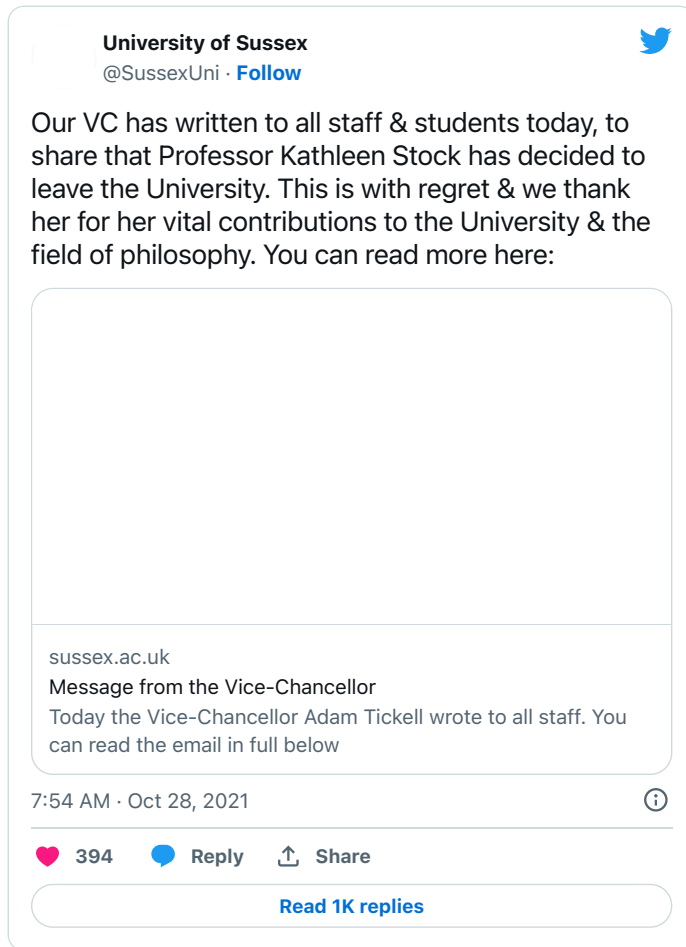 University of Sussex
@SussexUni · Follow
Our VC has written to all staff & students today, to
share that Professor Kathleen Stock has decided to
leave the University. This is with regret & we thank
her for her vital contributions to the University & the
field of philosophy. You can read more here:
sussex.ac.uk
Message from the Vice-Chancellor
Today the Vice-Chancellor Adam Tickell wrote to all staff. You
can read the email in full below
7:54 AM · Oct 28, 2021
394 Reply Share
Read 1K replies